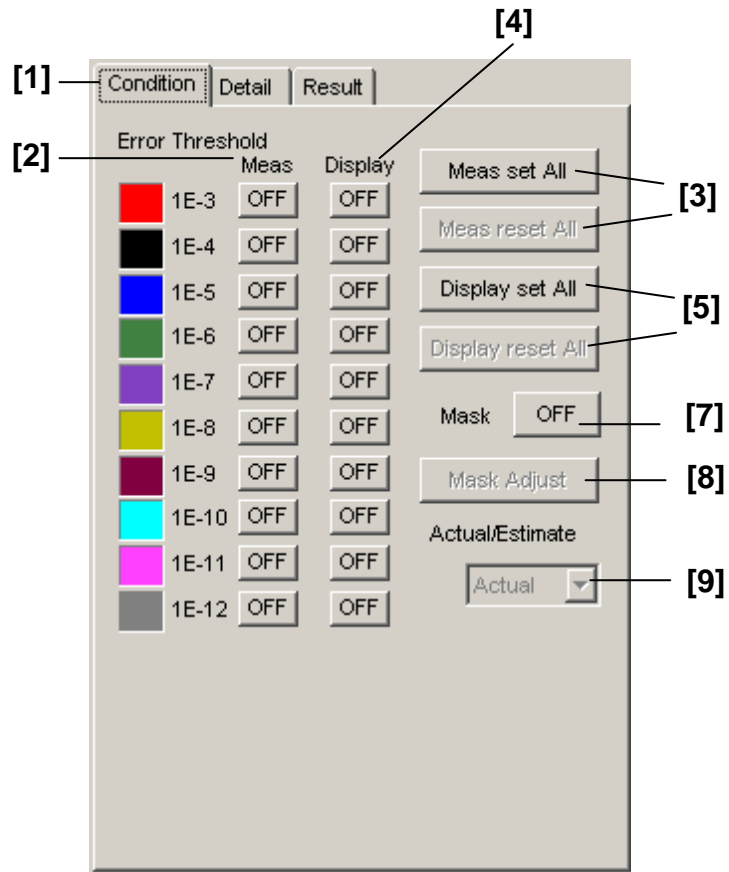 [4]
[1] Condition Detail Result
Error Threshold
[2] Meas Display Meas set All [3]
1E-3 OFF OFF
Meas reset All
1E-4 OFF OFF
1E-5 OFF OFF Display set All [5]
1E-6 OFF OFF Display reset All
1E-7 OFF OFF
Mask OFF [7]
1E-8 OFF OFF
1E-9 OFF OFF Mask Adjust [8]
1E-10 OFF OFF
Actual/Estimate
1E-11 OFF OFF
Actual [9]
1E-12 OFF OFF